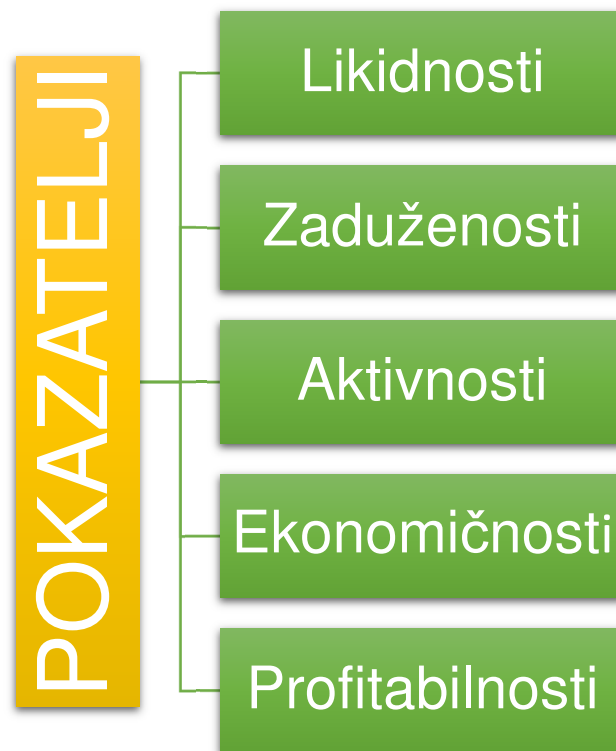 POKAZATELJI
Likidnosti
Zaduženosti
Aktivnosti
Ekonomičnosti
Profitabilnosti